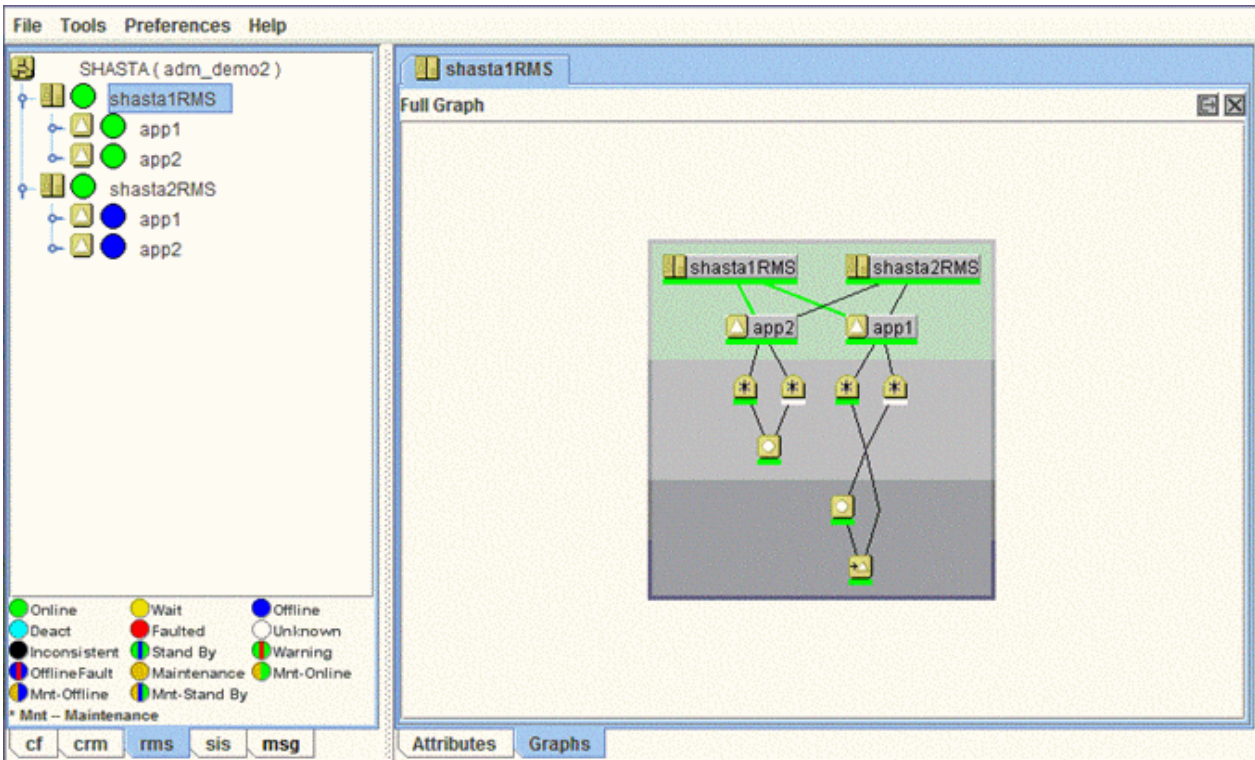 File Tools Preferences Help
SHASTA ( adm_demo2 )
shasta1RMS
app1
app2
shasta2RMS
app1
app2
shasta1RMS
Full Graph
shasta1RMS shasta2RMS
app2 app1
Online Wait Offline
Deact Faulted Unknown
Inconsistent Stand By Warning
OfflineFault Maintenance Mnt-Online
Mnt-Offline Mnt-Stand By
* Mnt -- Maintenance
cf crm rms sis msg
Attributes Graphs